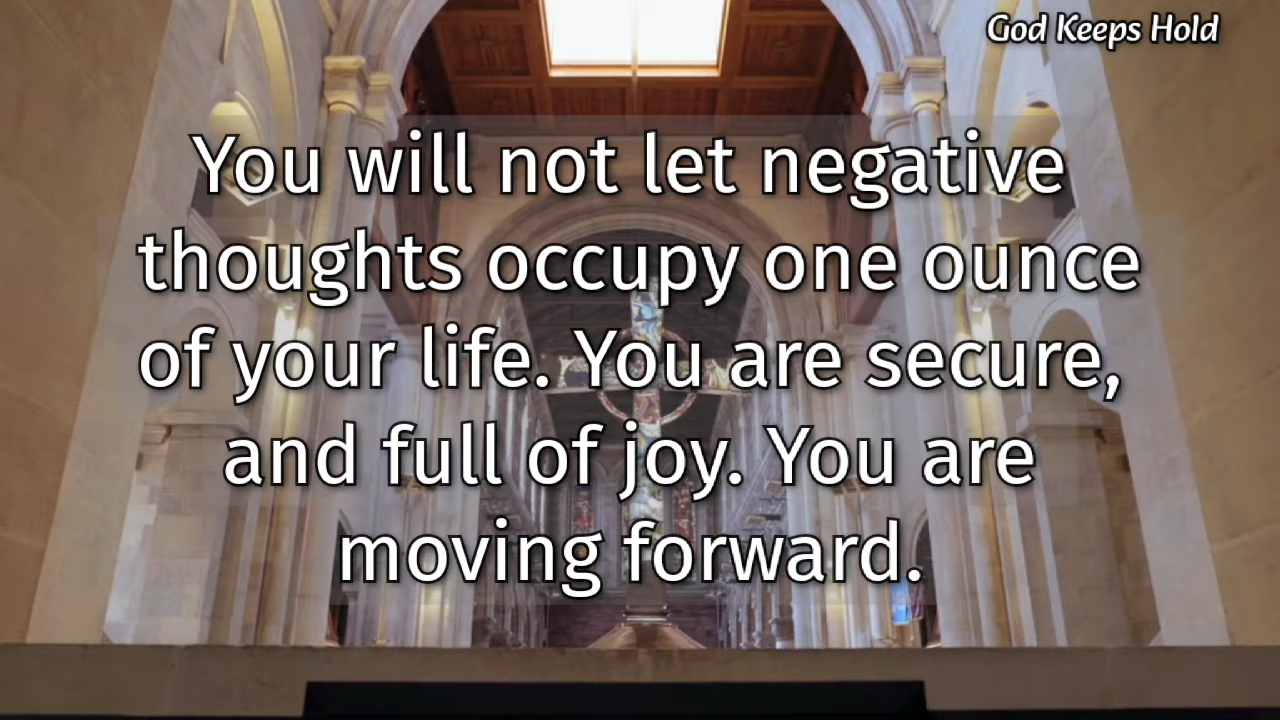 God Keeps Hold
You will not let negative
thoughts occupy one ounce
of your life. You are secure,
and full of joy. You are
moving forward.